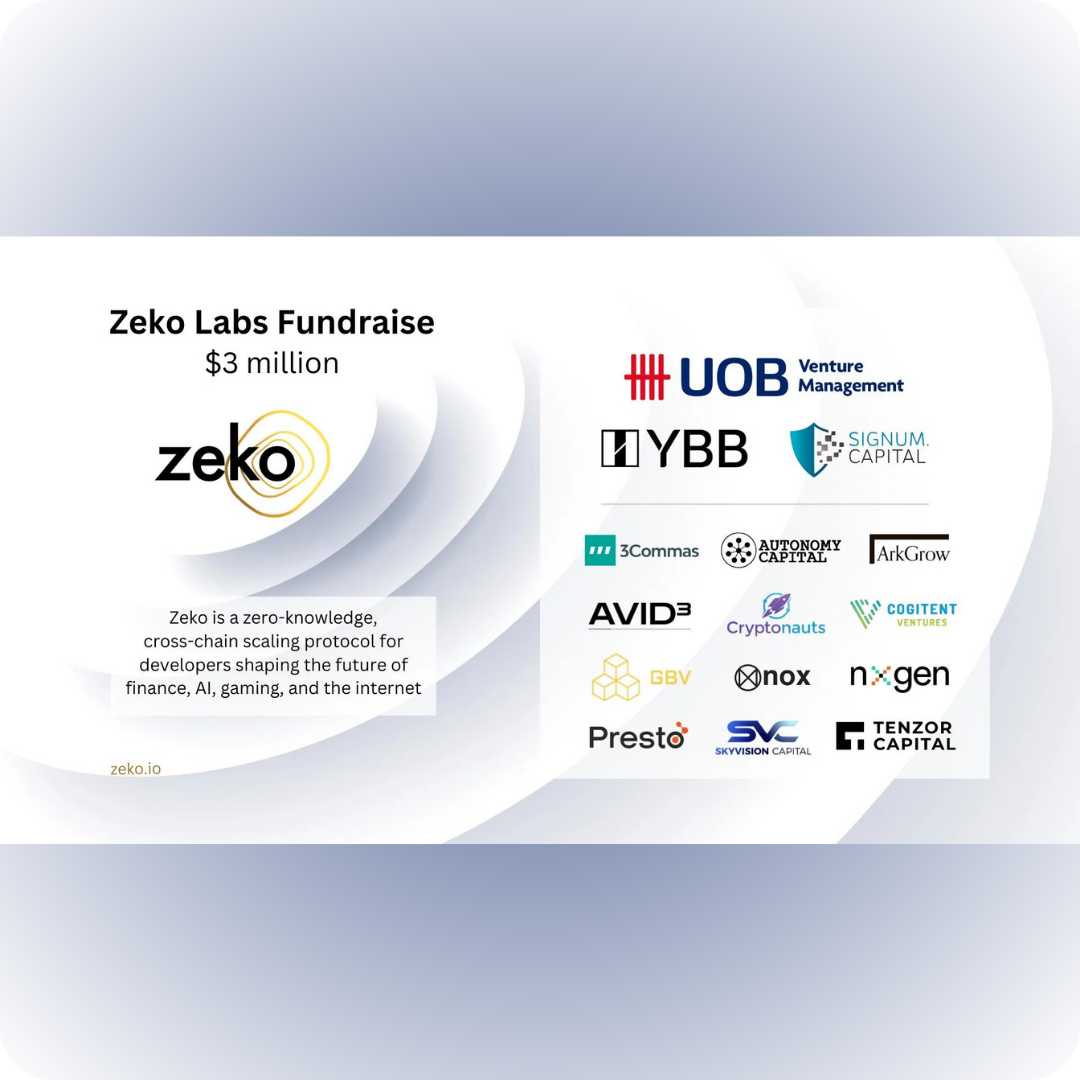 Zeko Labs Fundraise
$3 million
zeko
Zeko is a zero-knowledge,
cross-chain scaling protocol for
developers shaping the future of
finance, AI, gaming, and the internet
zeko.io
UOB Venture
Management
YBB
SIGNUM.
CAPITAL
3Commas
AUTONOMY
CAPITAL
ArkGrow
AVID³
Cryptonauts
COGITENT
VENTURES
GBV
nox
nxgen
Presto
SVC
SKYVISION CAPITAL
TENZOR
CAPITAL